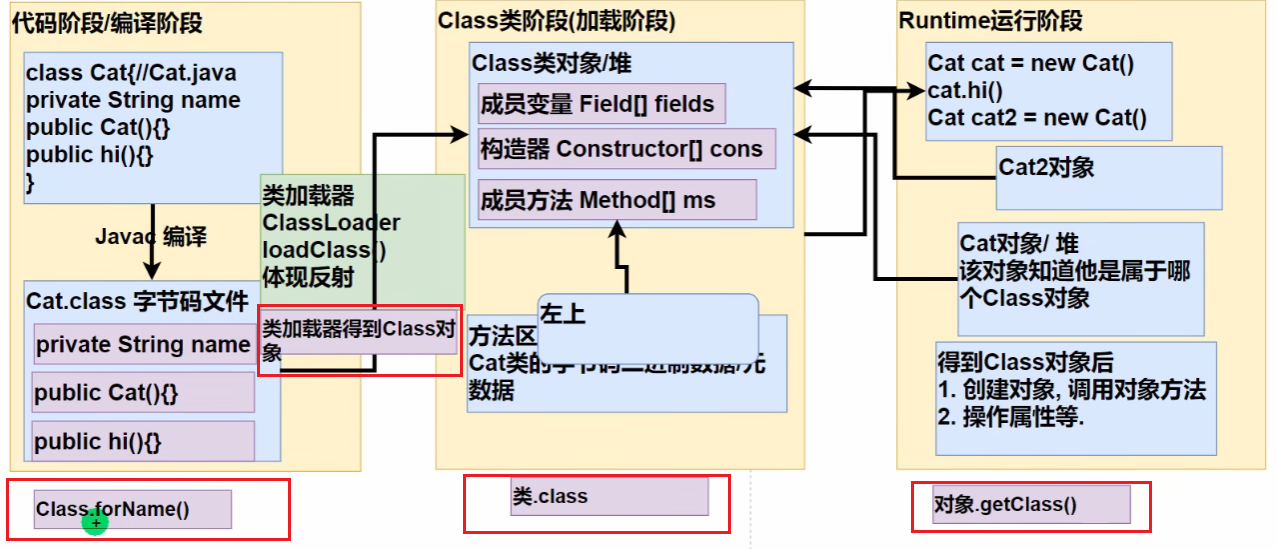 代码阶段/编译阶段
class Cat{//Cat.java
private String name
public Cat(){}
public hi(){}
}
Javac 编译
Cat.class 字节码文件
private String name
public Cat(){}
public hi(){}
Class.forName()
类加载器
ClassLoader
loadClass()
体现反射
类加载器得到Class对
象
Class类阶段(加载阶段)
Class类对象/堆
成员变量 Field[] fields
构造器 Constructor[] cons
成员方法 Method[] ms
左上
方法区
Cat类的字节码二进制数据/元
数据
类.class
Runtime运行阶段
Cat cat = new Cat()
cat.hi()
Cat cat2 = new Cat()
Cat2对象
Cat对象/ 堆
该对象知道他是属于哪
个Class对象
得到Class对象后
1. 创建对象, 调用对象方法
2. 操作属性等.
对象.getClass()